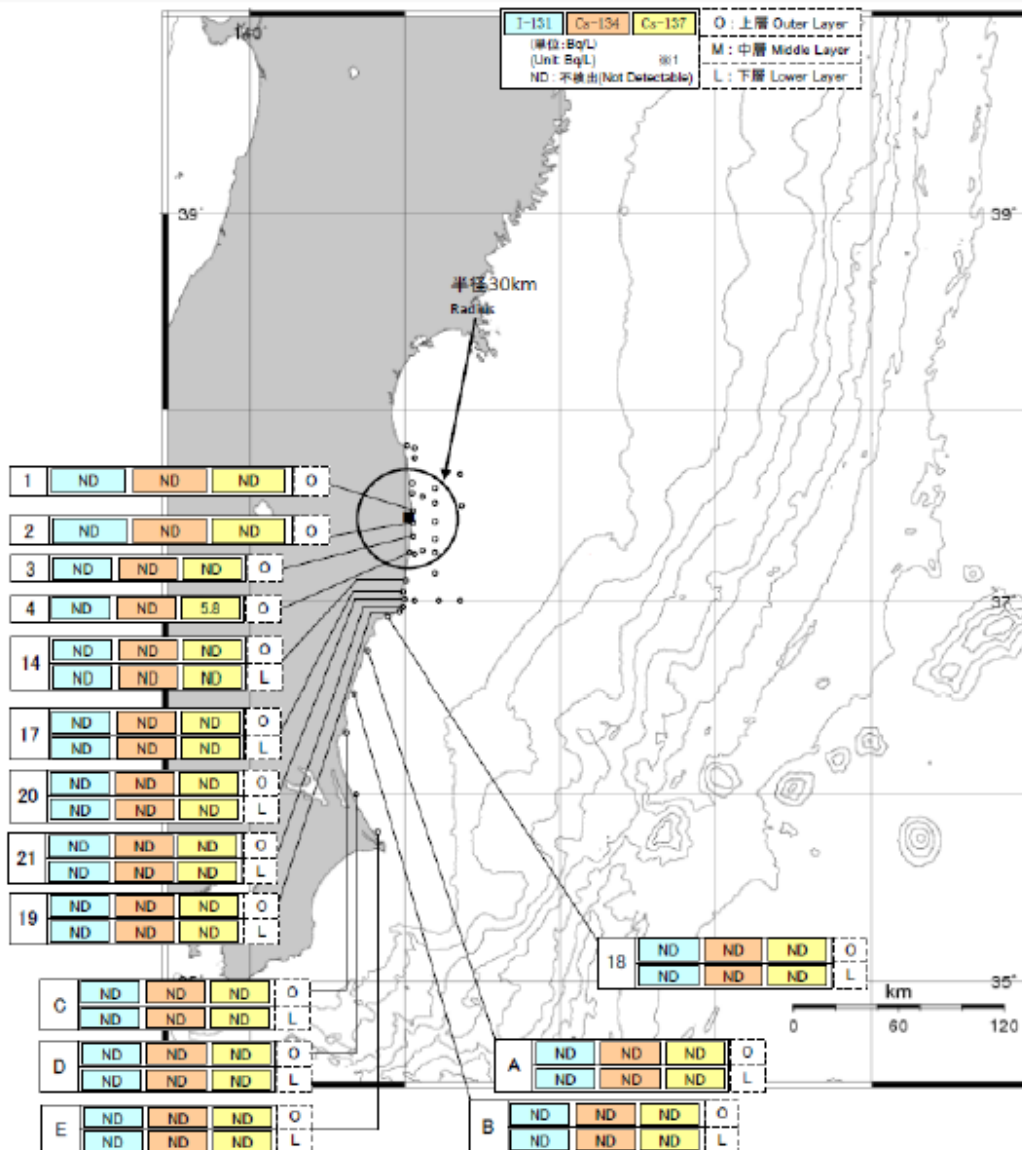 I-131 Cs-134 Cs-137
(単位:Bq/L)
(Unit: Bq/L) ※1
ND : 不検出(Not Detectable)
O : 上層 Outer Layer
M : 中層 Middle Layer
L : 下層 Lower Layer
140°
39° 39°
半径30km
Radius
1 ND ND ND O
2 ND ND ND O
3 ND ND ND O
4 ND ND 5.8 O
37°
14 ND ND ND O
ND ND ND L
17 ND ND ND O
ND ND ND L
20 ND ND ND O
ND ND ND L
21 ND ND ND O
ND ND ND L
19 ND ND ND O
ND ND ND L
18 ND ND ND O
ND ND ND L
35°
C ND ND ND O
ND ND ND L
km
0 60 120
D ND ND ND O
ND ND ND L
A ND ND ND O
ND ND ND L
E ND ND ND O
ND ND ND L
B ND ND ND O
ND ND ND L